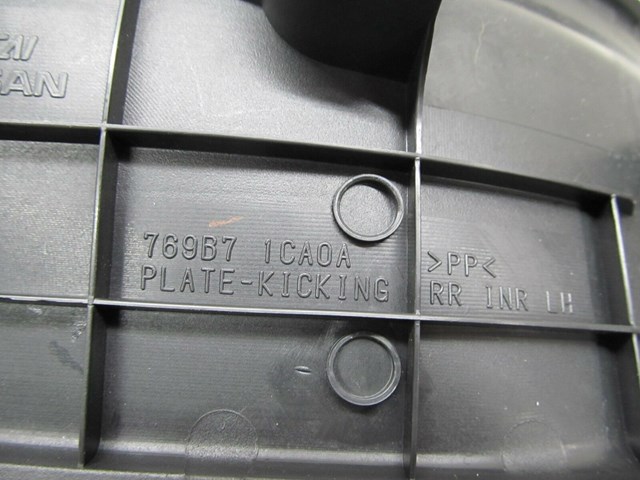 769B7 1CA0A
PLATE-KICKING
>PP<
RR INR LH